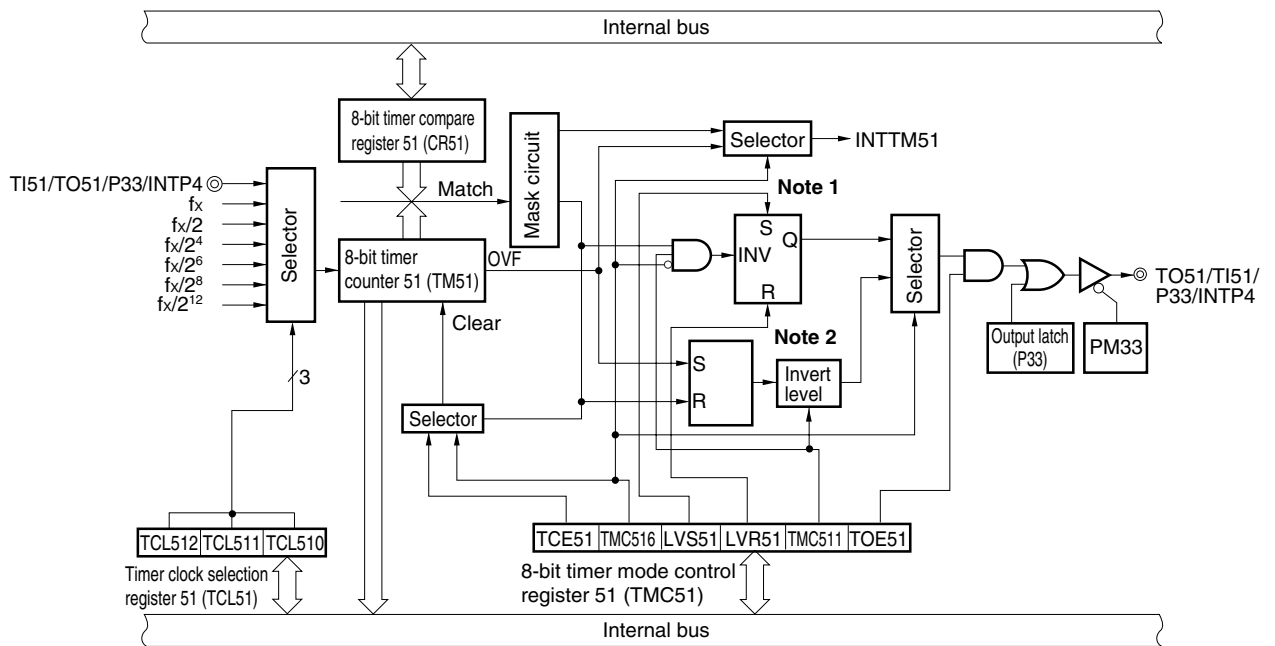 Internal bus
8-bit timer compare
register 51 (CR51)
Mask circuit
Selector
INTTM51
TI51/TO51/P33/INTP4
fX
fX/2
fX/2⁴
fX/2⁶
fX/2⁸
fX/2¹²
Selector
Match
Note 1
S
INV
Q
R
8-bit timer
counter 51 (TM51)
OVF
Clear
Selector
TO51/TI51/
P33/INTP4
Output latch
(P33)
PM33
Note 2
S
R
Invert
level
3
Selector
TCL512
TCL511
TCL510
Timer clock selection
register 51 (TCL51)
TCE51
TMC516
LVS51
LVR51
TMC511
TOE51
8-bit timer mode control
register 51 (TMC51)
Internal bus